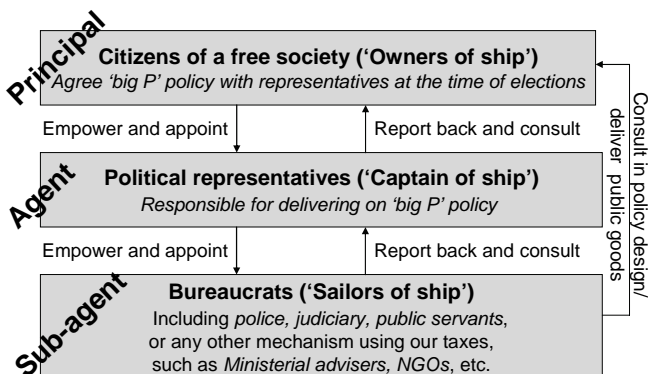 Principal
Citizens of a free society (‘Owners of ship’)
Agree ‘big P’ policy with representatives at the time of elections
Empower and appoint
Report back and consult
Agent
Political representatives (‘Captain of ship’)
Responsible for delivering on ‘big P’ policy
Empower and appoint
Report back and consult
Consult in policy design/
deliver public goods
Sub-agent
Bureaucrats (‘Sailors of ship’)
Including police, judiciary, public servants,
or any other mechanism using our taxes,
such as Ministerial advisers, NGOs, etc.